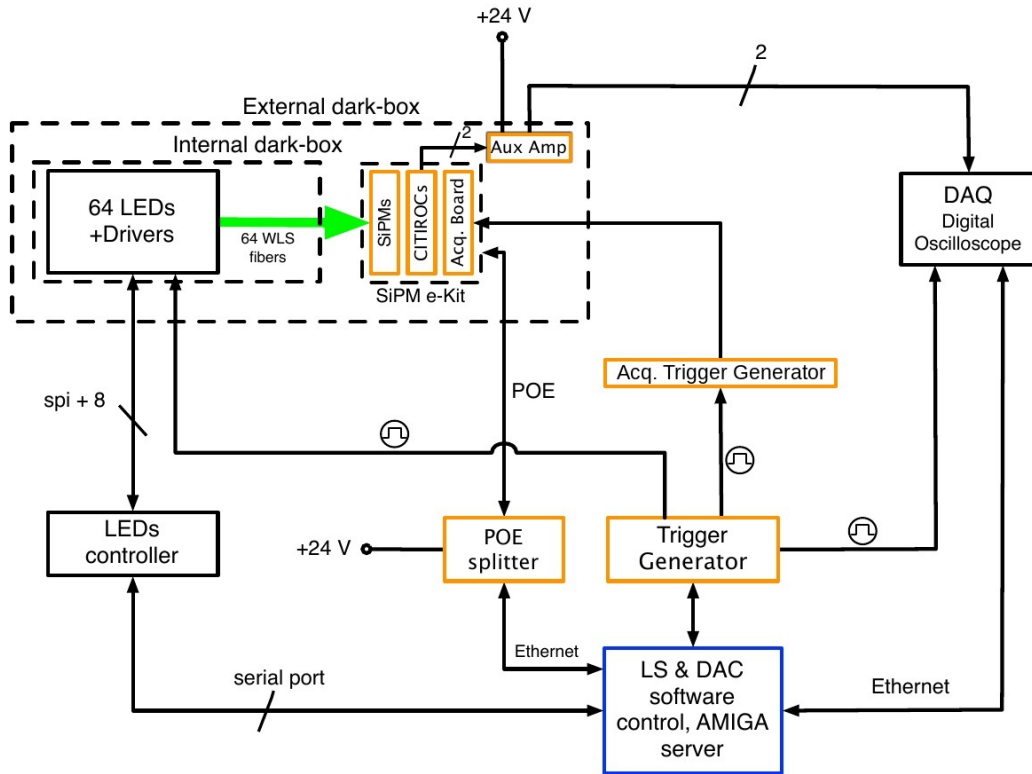 +24 V
2
External dark-box
Internal dark-box
2
Aux Amp
64 LEDs
+Drivers
64 WLS
fibers
SiPMs
CITIROCs
Acq. Board
SiPM e-Kit
DAQ
Digital
Oscilloscope
Acq. Trigger Generator
spi + 8
POE
LEDs
controller
+24 V
POE
splitter
Trigger
Generator
Ethernet
serial port
LS & DAC
software
control, AMIGA
server
Ethernet